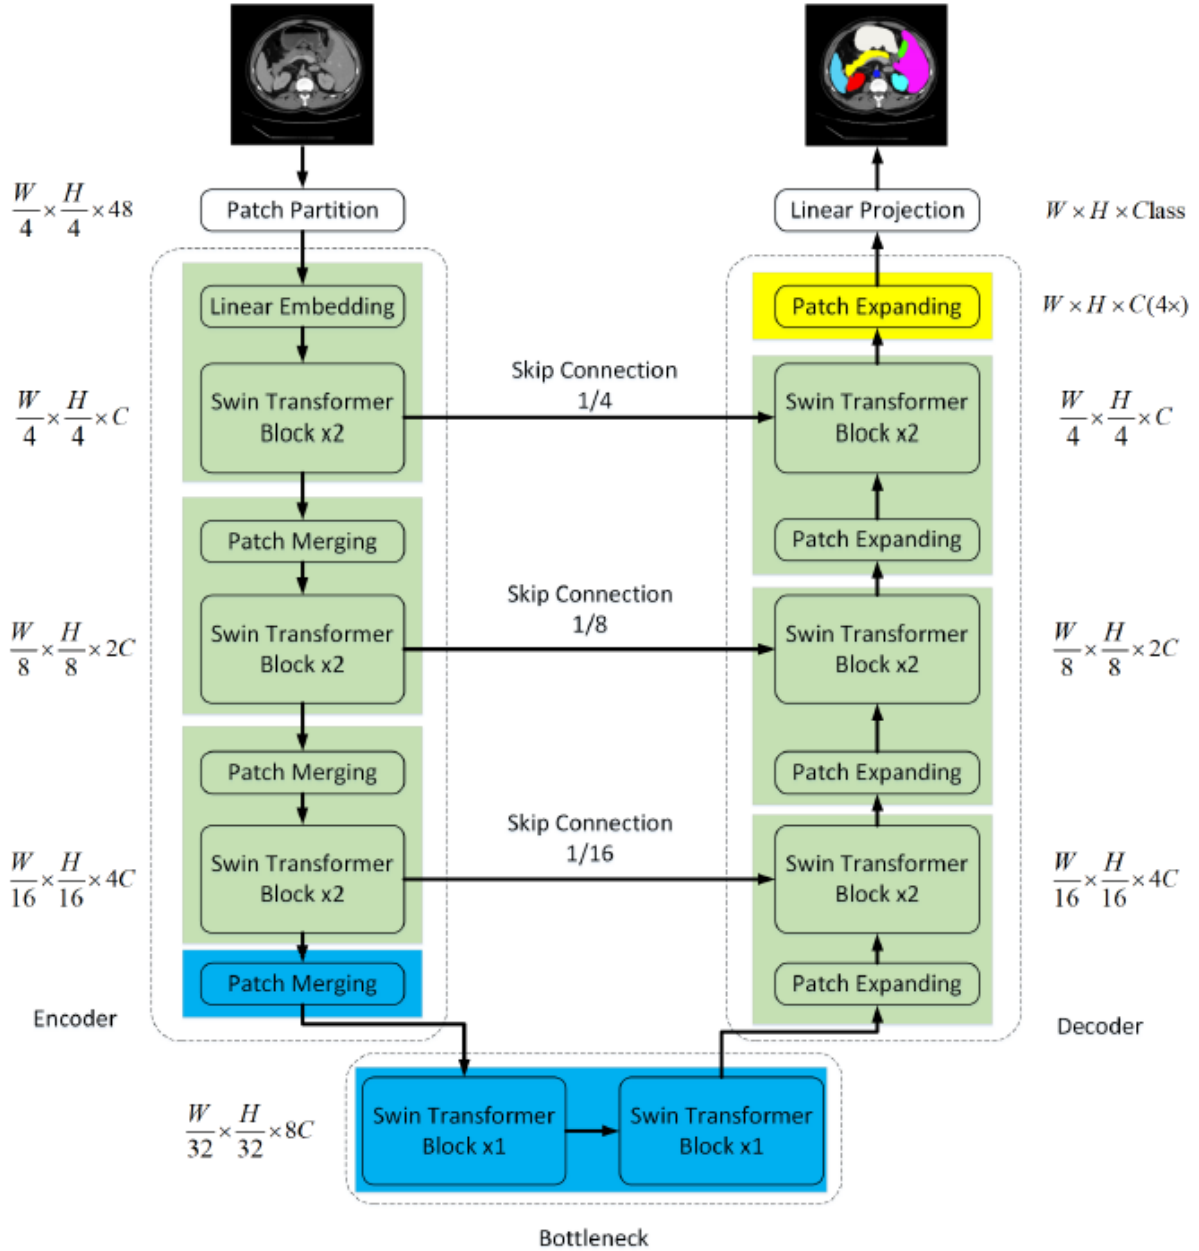 W/4 × H/4 × 48
Patch Partition
Linear Projection
W × H × Class
Linear Embedding
Patch Expanding
W × H × C(4×)
W/4 × H/4 × C
Swin Transformer
Block x2
Skip Connection
1/4
Swin Transformer
Block x2
W/4 × H/4 × C
Patch Merging
Patch Expanding
W/8 × H/8 × 2C
Swin Transformer
Block x2
Skip Connection
1/8
Swin Transformer
Block x2
W/8 × H/8 × 2C
Patch Merging
Patch Expanding
W/16 × H/16 × 4C
Swin Transformer
Block x2
Skip Connection
1/16
Swin Transformer
Block x2
W/16 × H/16 × 4C
Patch Merging
Patch Expanding
Encoder
Decoder
W/32 × H/32 × 8C
Swin Transformer
Block x1
Swin Transformer
Block x1
Bottleneck